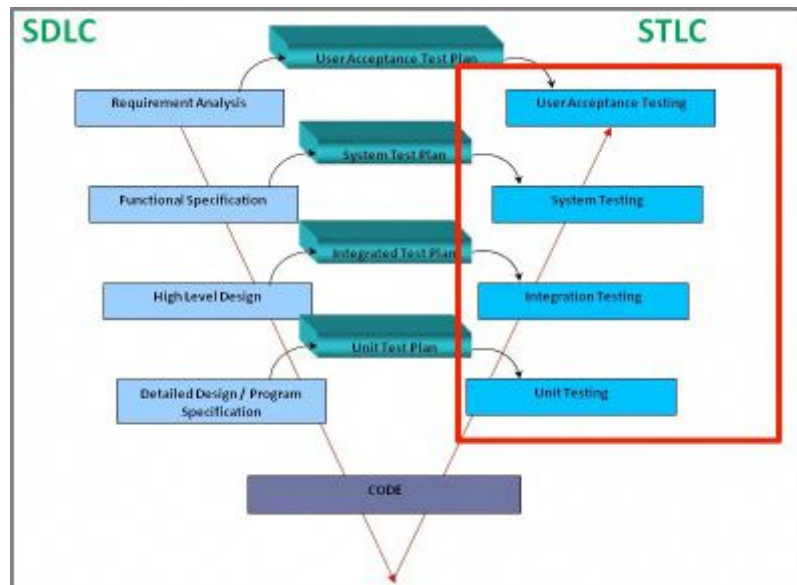 SDLC
STLC
User Acceptance Test Plan
Requirement Analysis
User Acceptance Testing
System Test Plan
Functional Specification
System Testing
Integrated Test Plan
High Level Design
Integration Testing
Unit Test Plan
Detailed Design / Program
Specification
Unit Testing
CODE